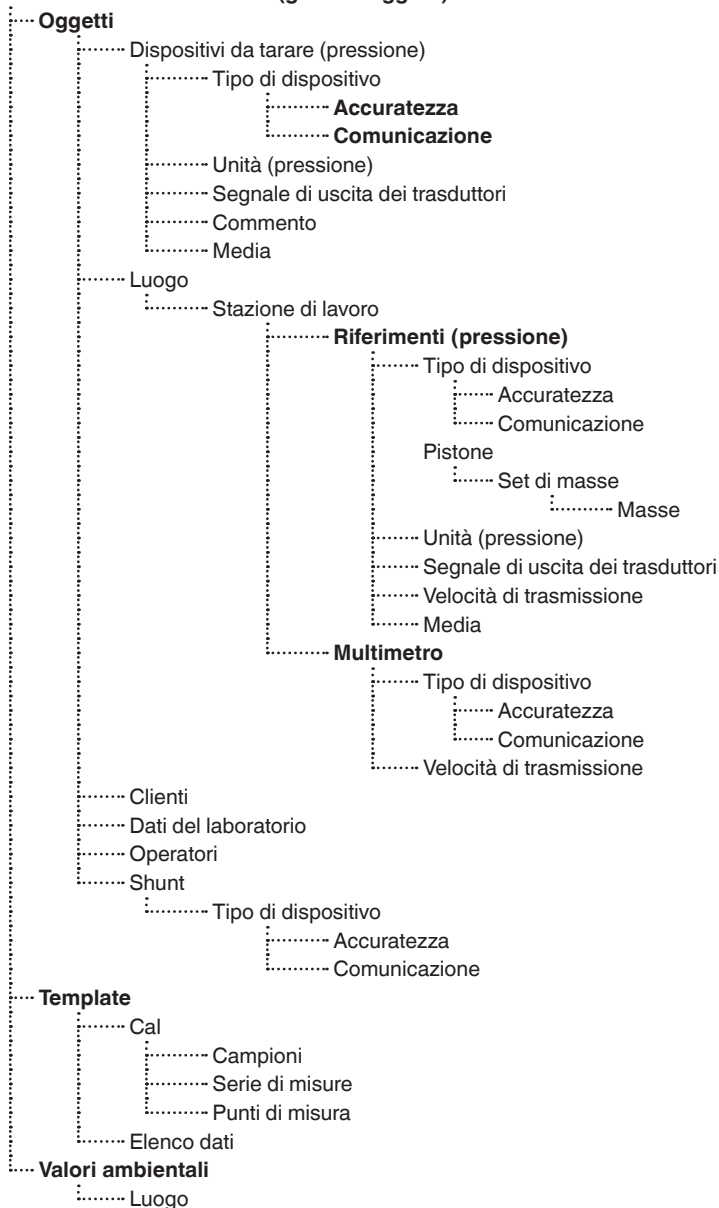 Oggetti
Dispositivi da tarare (pressione)
Tipo di dispositivo
Accuratezza
Comunicazione
Unità (pressione)
Segnale di uscita dei trasduttori
Commento
Media
Luogo
Stazione di lavoro
Riferimenti (pressione)
Tipo di dispositivo
Accuratezza
Comunicazione
Pistone
Set di masse
Masse
Unità (pressione)
Segnale di uscita dei trasduttori
Velocità di trasmissione
Media
Multimetro
Tipo di dispositivo
Accuratezza
Comunicazione
Velocità di trasmissione
Clienti
Dati del laboratorio
Operatori
Shunt
Tipo di dispositivo
Accuratezza
Comunicazione
Template
Cal
Campioni
Serie di misure
Punti di misura
Elenco dati
Valori ambientali
Luogo